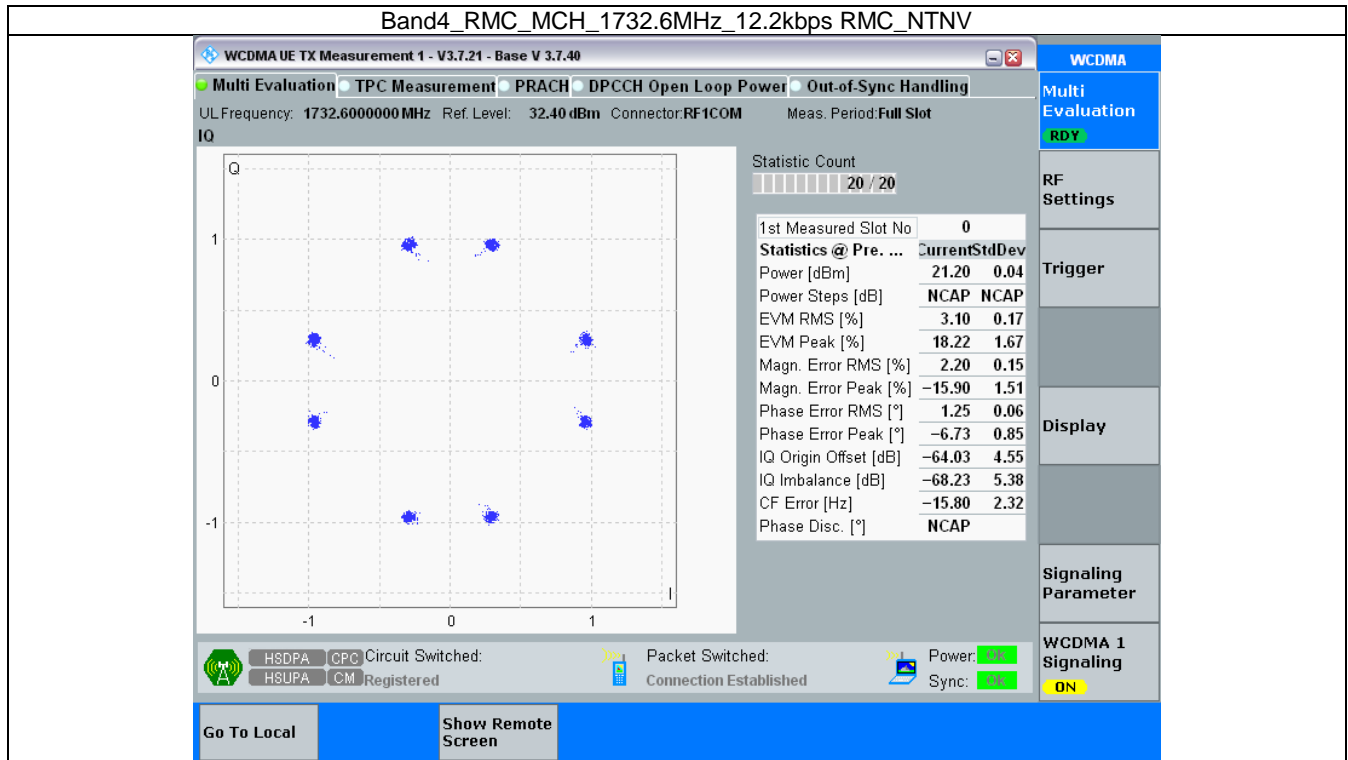 Band4_RMC_MCH_1732.6MHz_12.2kbps RMC_NTNV
WCDMA UE TX Measurement 1 - V3.7.21 - Base V 3.7.40
WCDMA
Multi Evaluation TPC Measurement PRACH DPCCH Open Loop Power Out-of-Sync Handling
UL Frequency: 1732.6000000 MHz Ref. Level: 32.40 dBm Connector:RF1COM Meas. Period:Full Slot
IQ
Q
1
0
-1
I
-1 0 1
Statistic Count
20 / 20
1st Measured Slot No 0
Statistics @ Pre. ... CurrentStdDev
Power [dBm] 21.20 0.04
Power Steps [dB] NCAP NCAP
EVM RMS [%] 3.10 0.17
EVM Peak [%] 18.22 1.67
Magn. Error RMS [%] 2.20 0.15
Magn. Error Peak [%] −15.90 1.51
Phase Error RMS [°] 1.25 0.06
Phase Error Peak [°] −6.73 0.85
IQ Origin Offset [dB] −64.03 4.55
IQ Imbalance [dB] −68.23 5.38
CF Error [Hz] −15.80 2.32
Phase Disc. [°] NCAP
Multi
Evaluation
RDY
RF
Settings
Trigger
Display
Signaling
Parameter
WCDMA 1
Signaling
ON
HSDPA CPC Circuit Switched: Packet Switched: Power: Ok
HSUPA CM Registered Connection Established Sync: Ok
Go To Local
Show Remote
Screen